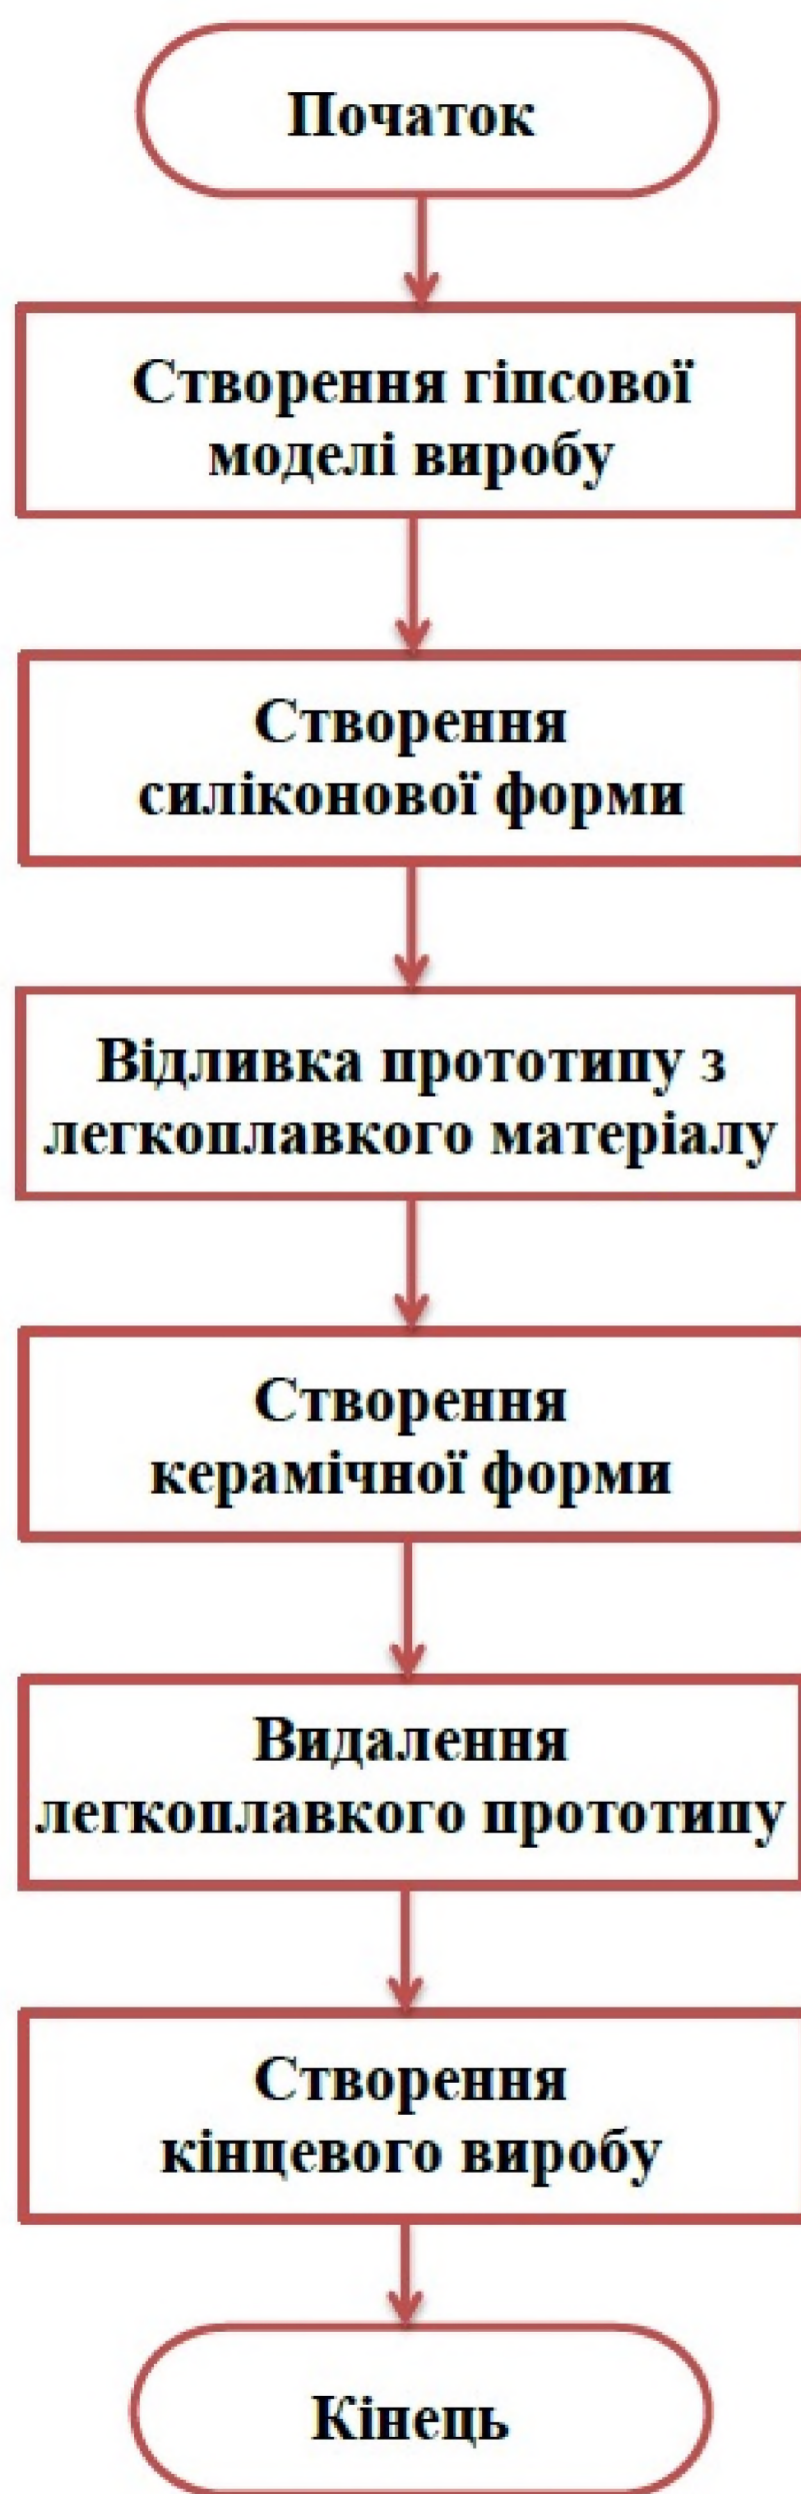 Початок
Створення гіпсової
моделі виробу
Створення
силіконової форми
Відливка прототипу з
легкоплавкого матеріалу
Створення
керамічної форми
Видалення
легкоплавкого прототипу
Створення
кінцевого виробу
Кінець